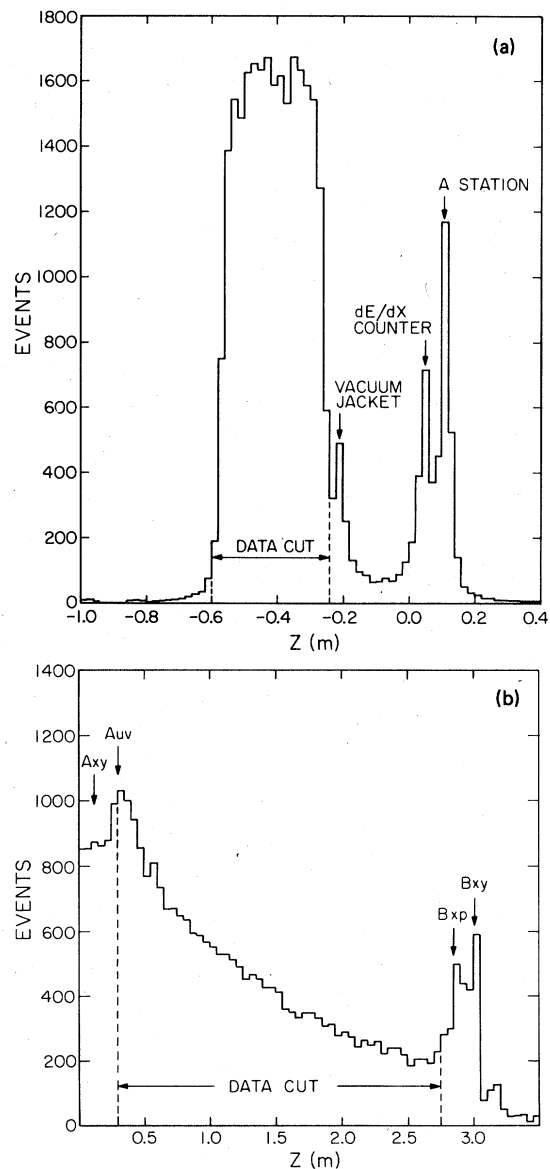 1800
(a)
1600
1400
A STATION
1200
1000
dE/dX
COUNTER
800
VACUUM
JACKET
600
400
DATA CUT
200
0
EVENTS
-1.0 -0.8 -0.6 -0.4 -0.2 0.0 0.2 0.4
Z (m)
1400
(b)
Auv
1200
Axy
1000
800
Bxy
Bxp
600
400
200
DATA CUT
0
EVENTS
0.5 1.0 1.5 2.0 2.5 3.0
Z (m)